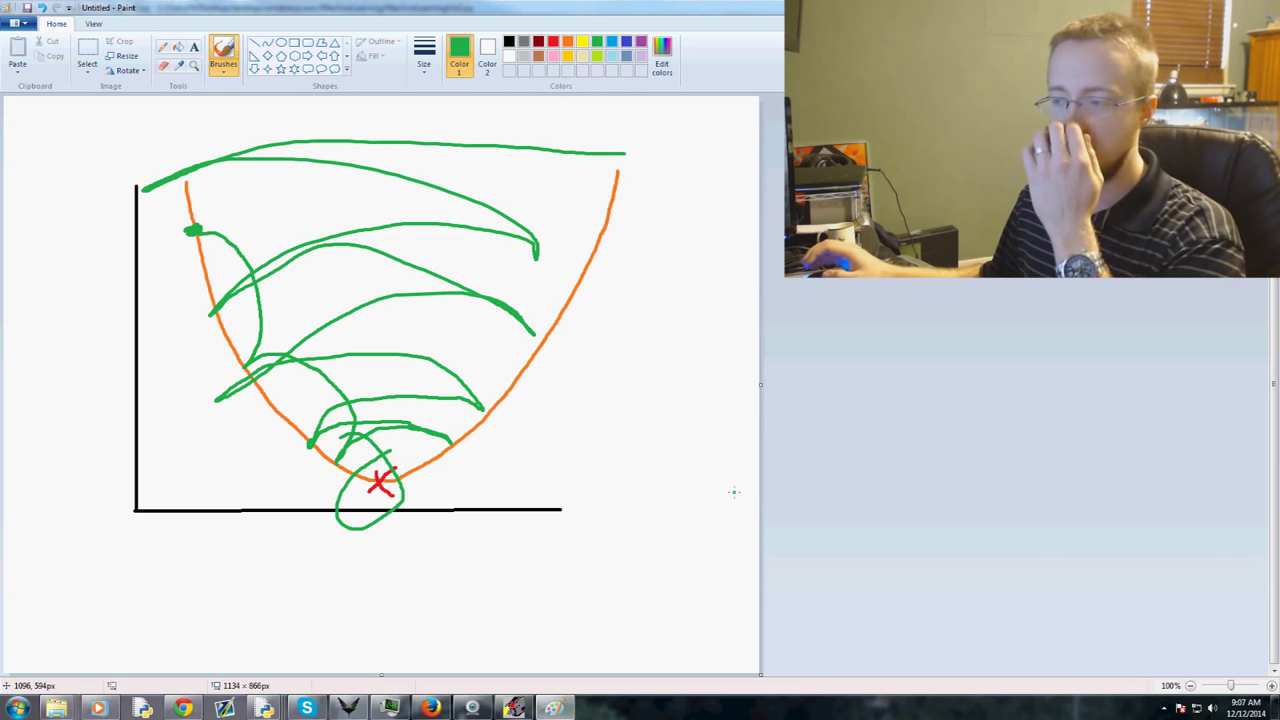 Untitled - Paint
Home
View
Paste
Cut
Copy
Clipboard
Select
Crop
Resize
Rotate
Image
A
Tools
Brushes
Shapes
Outline
Fill
Size
Color 1
Color 2
Edit colors
Colors
1096, 594px
1134 × 866px
100%
9:07 AM
12/12/2014